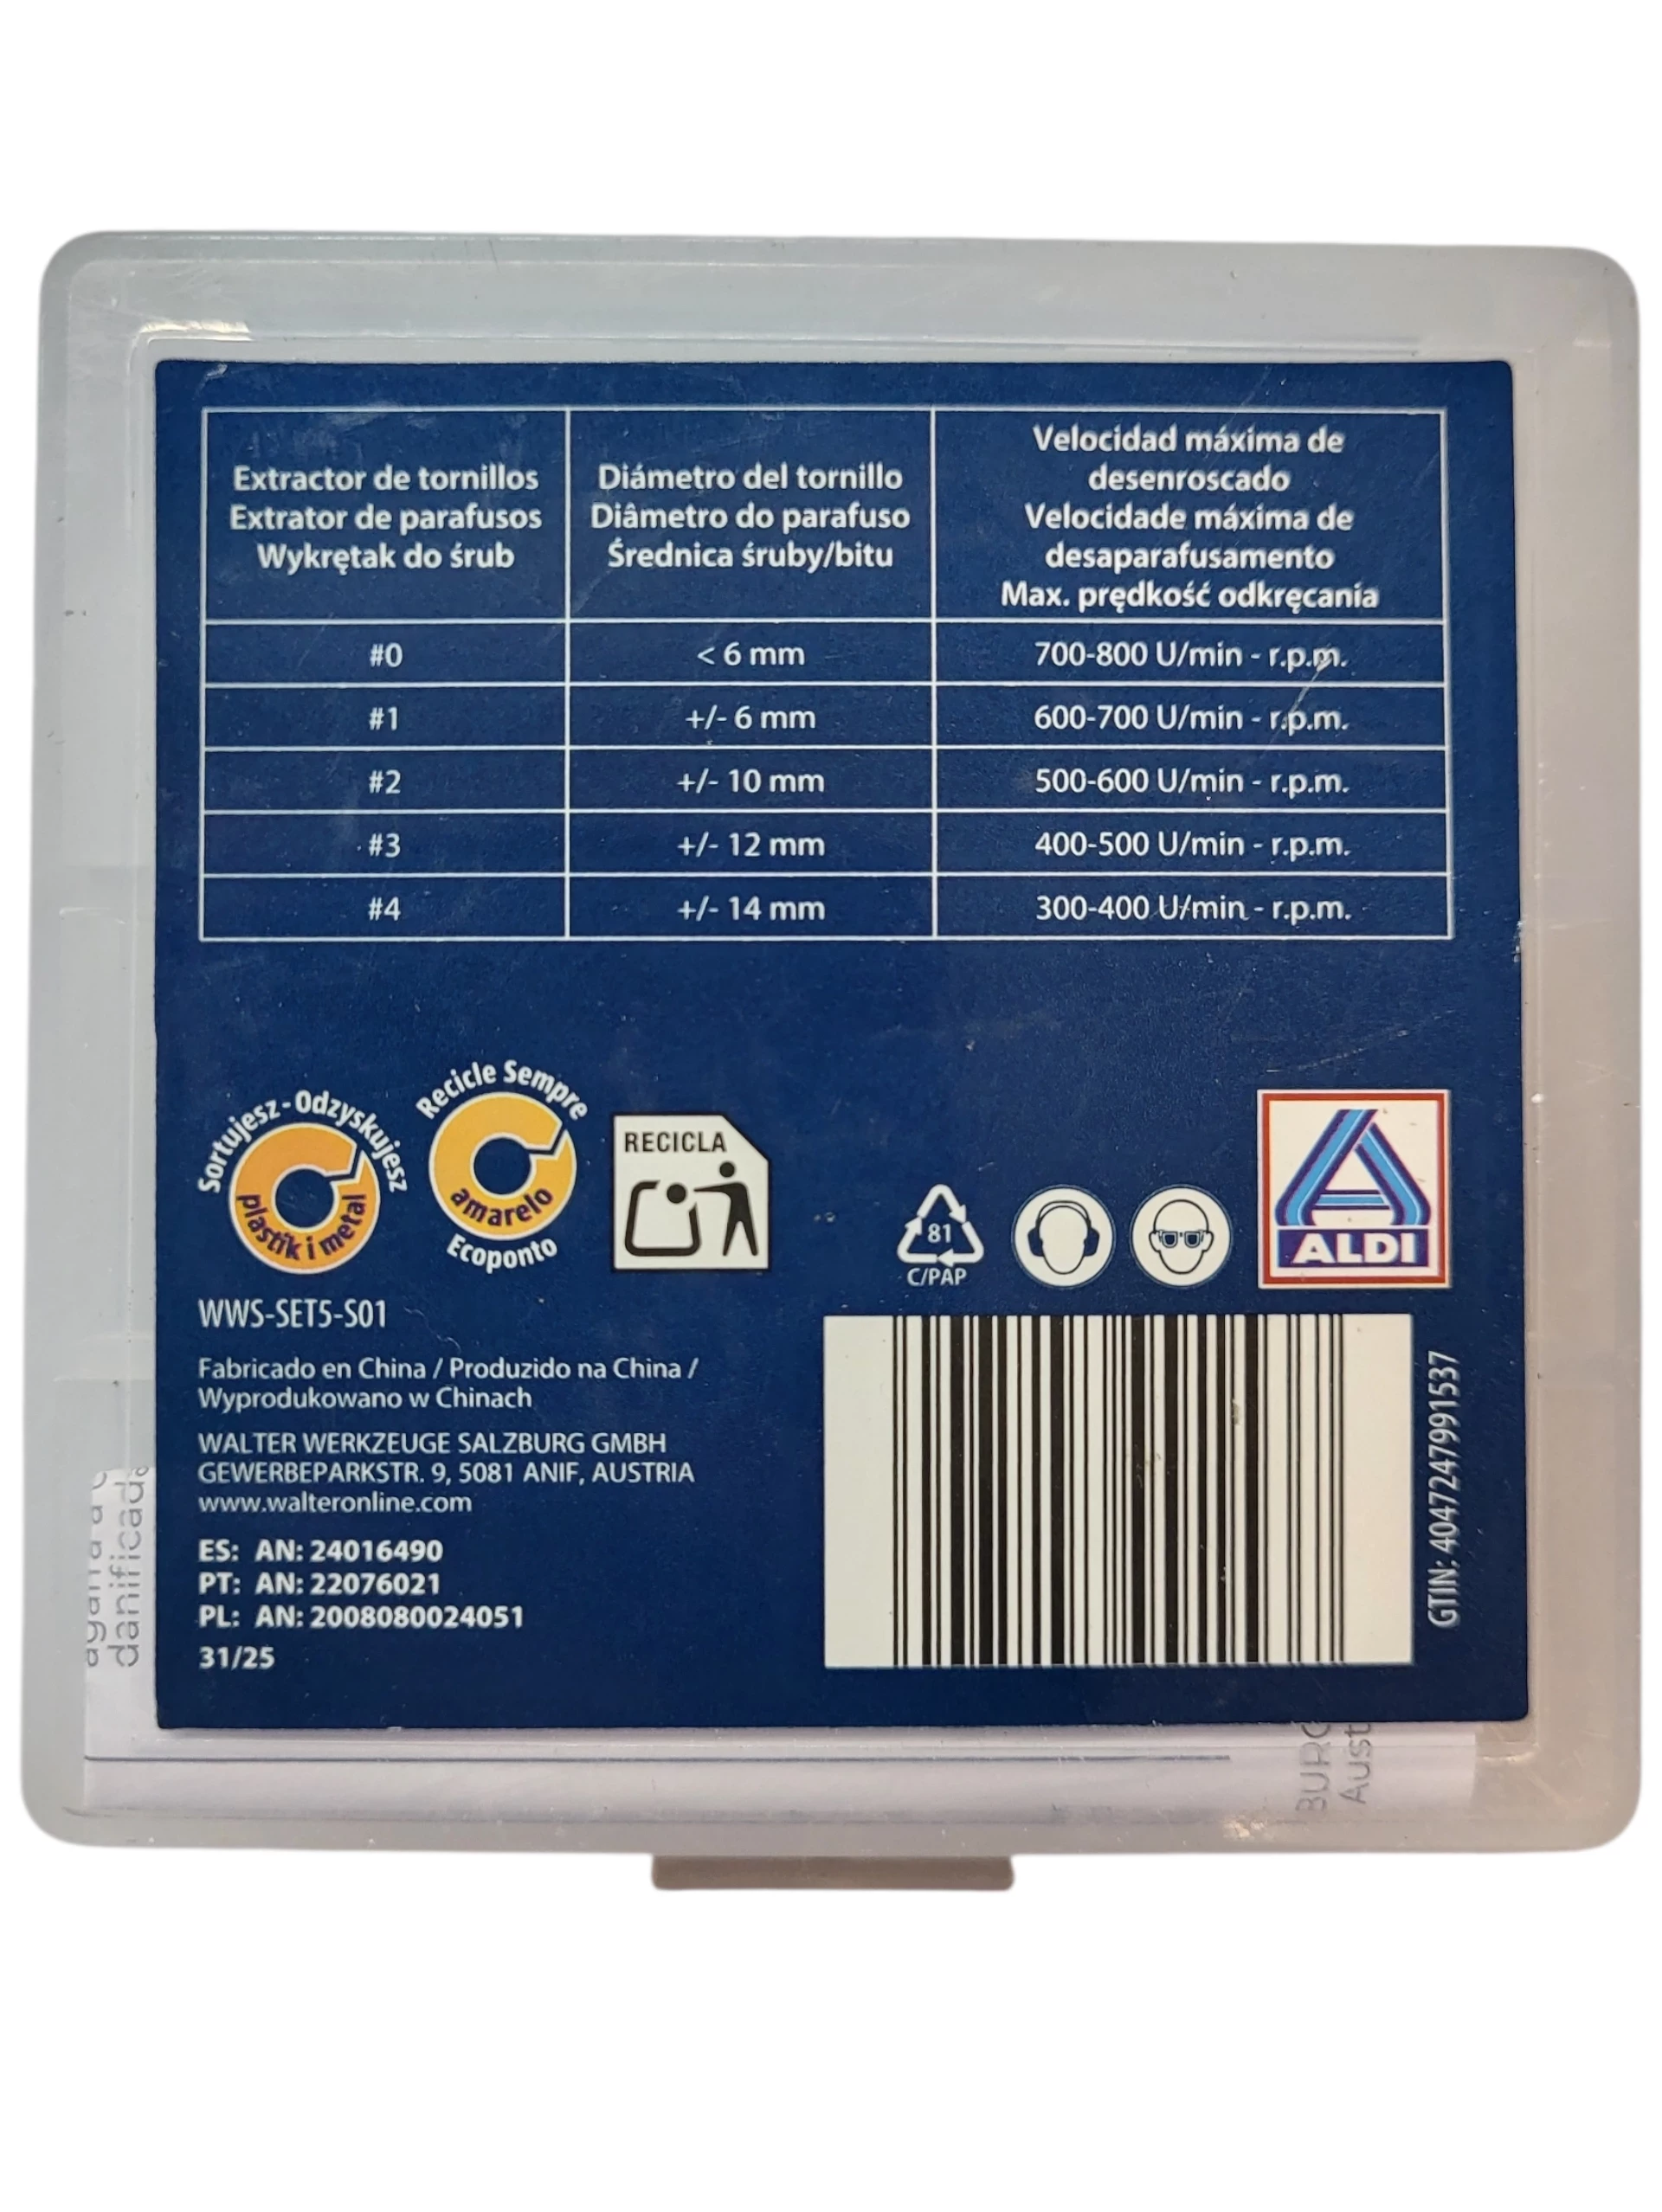 Extractor de tornillos
Extrator de parafusos
Wykrętak do śrub
Diámetro del tornillo
Diâmetro do parafuso
Średnica śruby/bitu
Velocidad máxima de
desenroscado
Velocidade máxima de
desaparafusamento
Max. prędkość odkręcania
#0
< 6 mm
700-800 U/min - r.p.m.
#1
+/- 6 mm
600-700 U/min - r.p.m.
#2
+/- 10 mm
500-600 U/min - r.p.m.
#3
+/- 12 mm
400-500 U/min - r.p.m.
#4
+/- 14 mm
300-400 U/min - r.p.m.
Sortujesz - Odzyskujesz
plastik i metal
Recicle Sempre
amarelo
Ecoponto
RECICLA
81
C/PAP
ALDI
WWS-SET5-S01
Fabricado en China / Produzido na China /
Wyprodukowano w Chinach
WALTER WERKZEUGE SALZBURG GMBH
GEWERBEPARKSTR. 9, 5081 ANIF, AUSTRIA
www.walteronline.com
ES: AN: 24016490
PT: AN: 22076021
PL: AN: 2008080024051
31/25
GTIN: 4047247991537